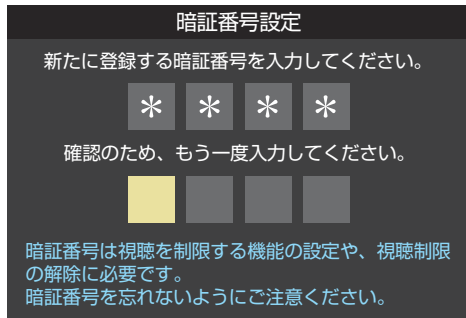 暗証番号設定
新たに登録する暗証番号を入力してください。
* * * *
確認のため、もう一度入力してください。
暗証番号は視聴を制限する機能の設定や、視聴制限
の解除に必要です。
暗証番号を忘れないようにご注意ください。